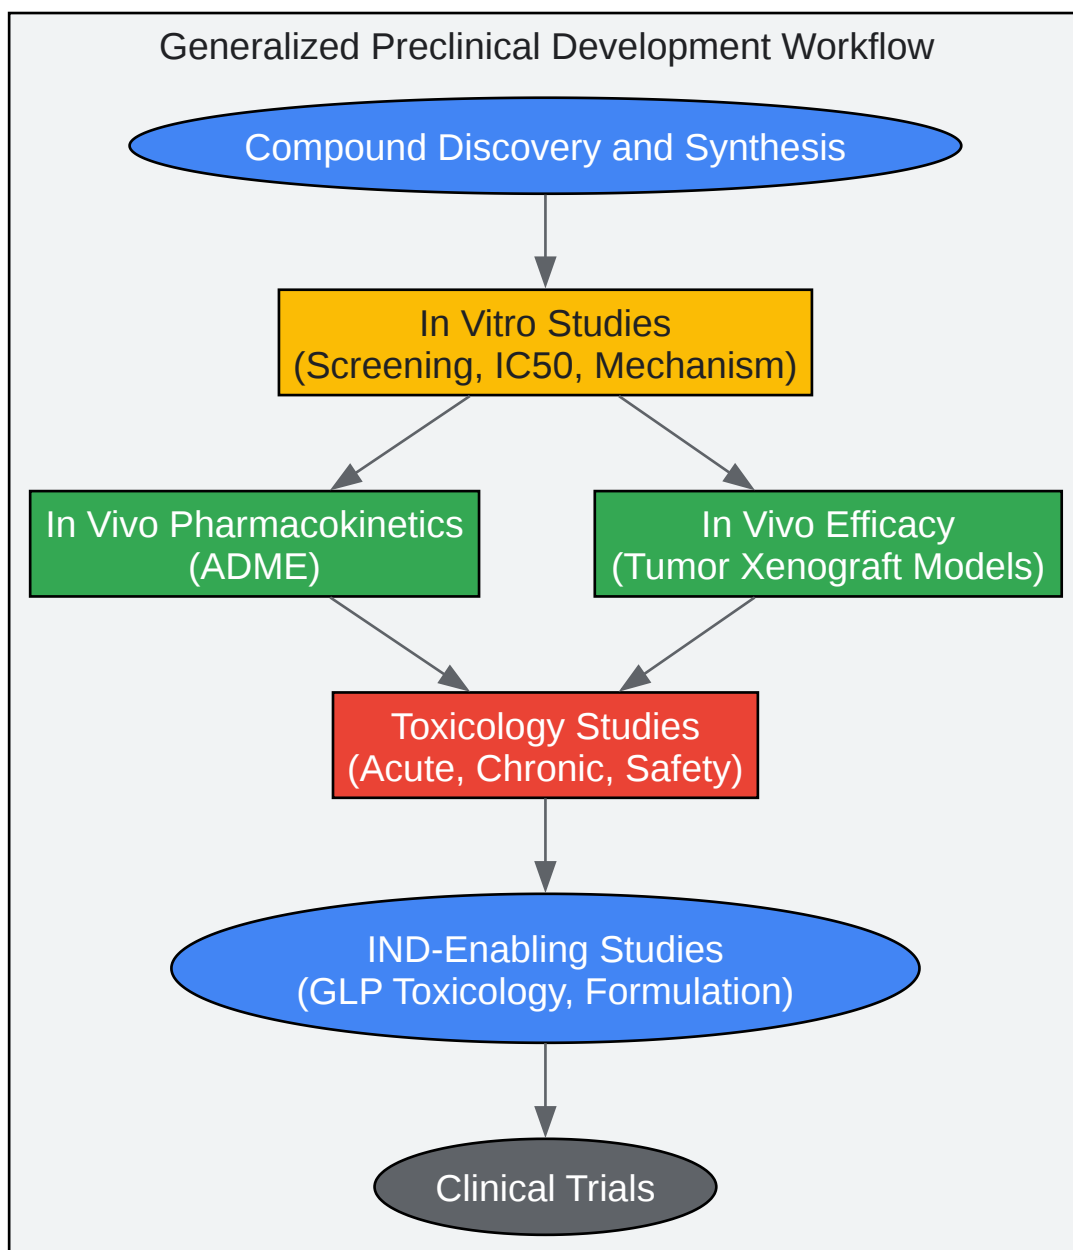 Generalized Preclinical Development Workflow
Compound Discovery and Synthesis
In Vitro Studies
(Screening, IC50, Mechanism)
In Vivo Pharmacokinetics
(ADME)
In Vivo Efficacy
(Tumor Xenograft Models)
Toxicology Studies
(Acute, Chronic, Safety)
IND-Enabling Studies
(GLP Toxicology, Formulation)
Clinical Trials